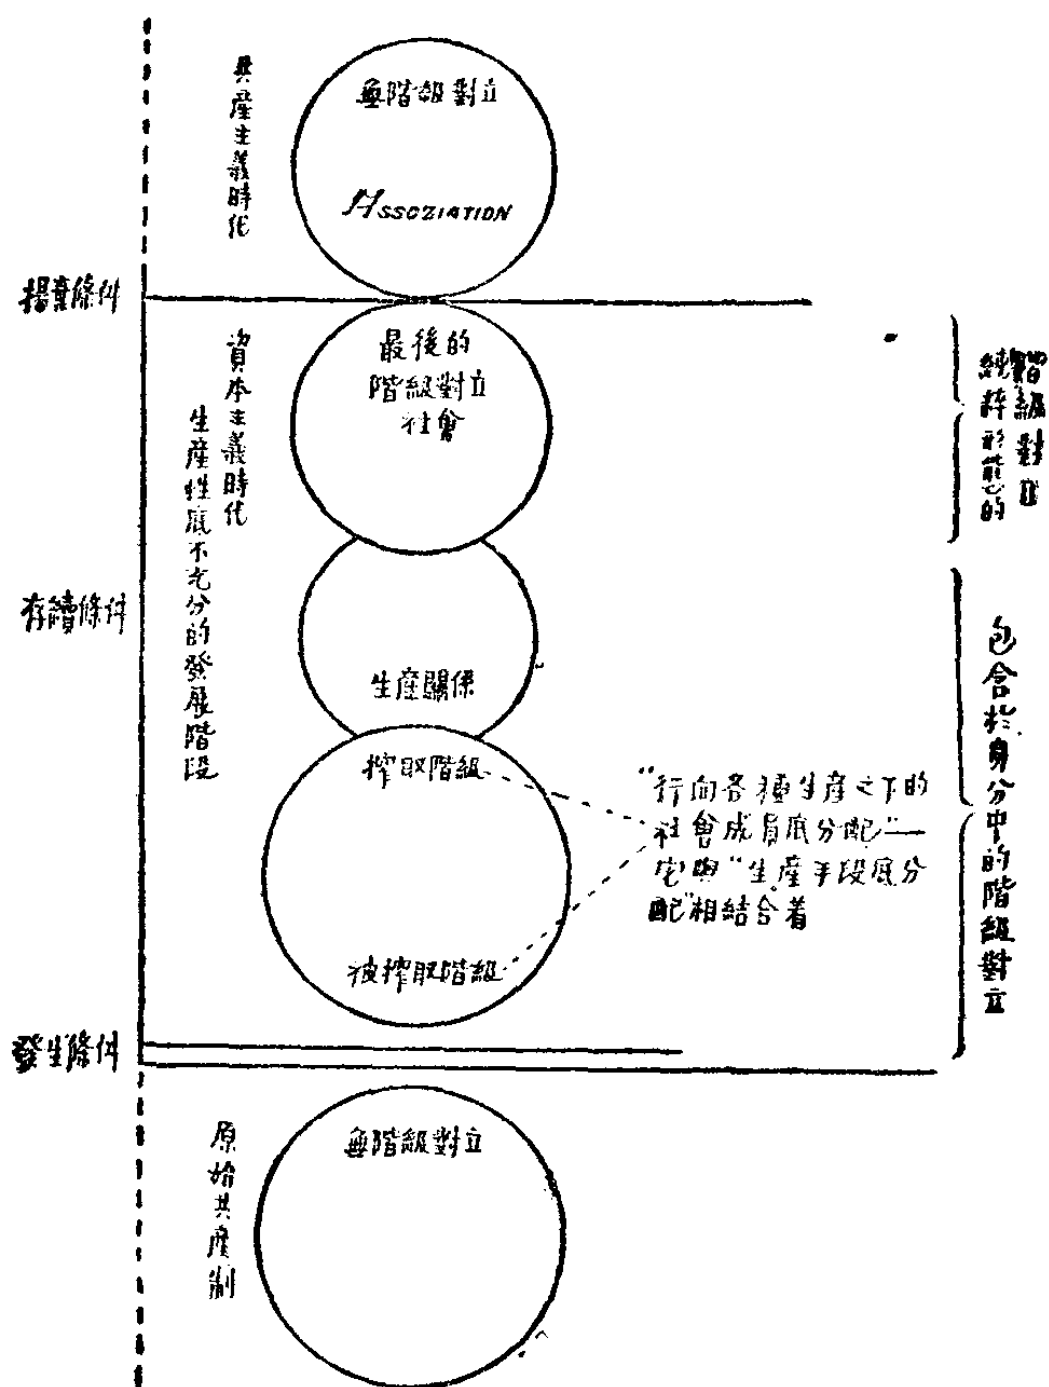 共產主義時代
無階級對立
ASSOZIATION
揚棄條件
資本主義時代
最後的
階級對立
社會
純粹形態的
階級對立
生產性底不充分的發展階段
存續條件
生產關係
搾取階級
"行向各種生產之下的
社會成員底分配"—
它與"生產手段底分
配"相結合着
被搾取階級
包含於身分中的階級對立
發生條件
原始共產制
無階級對立